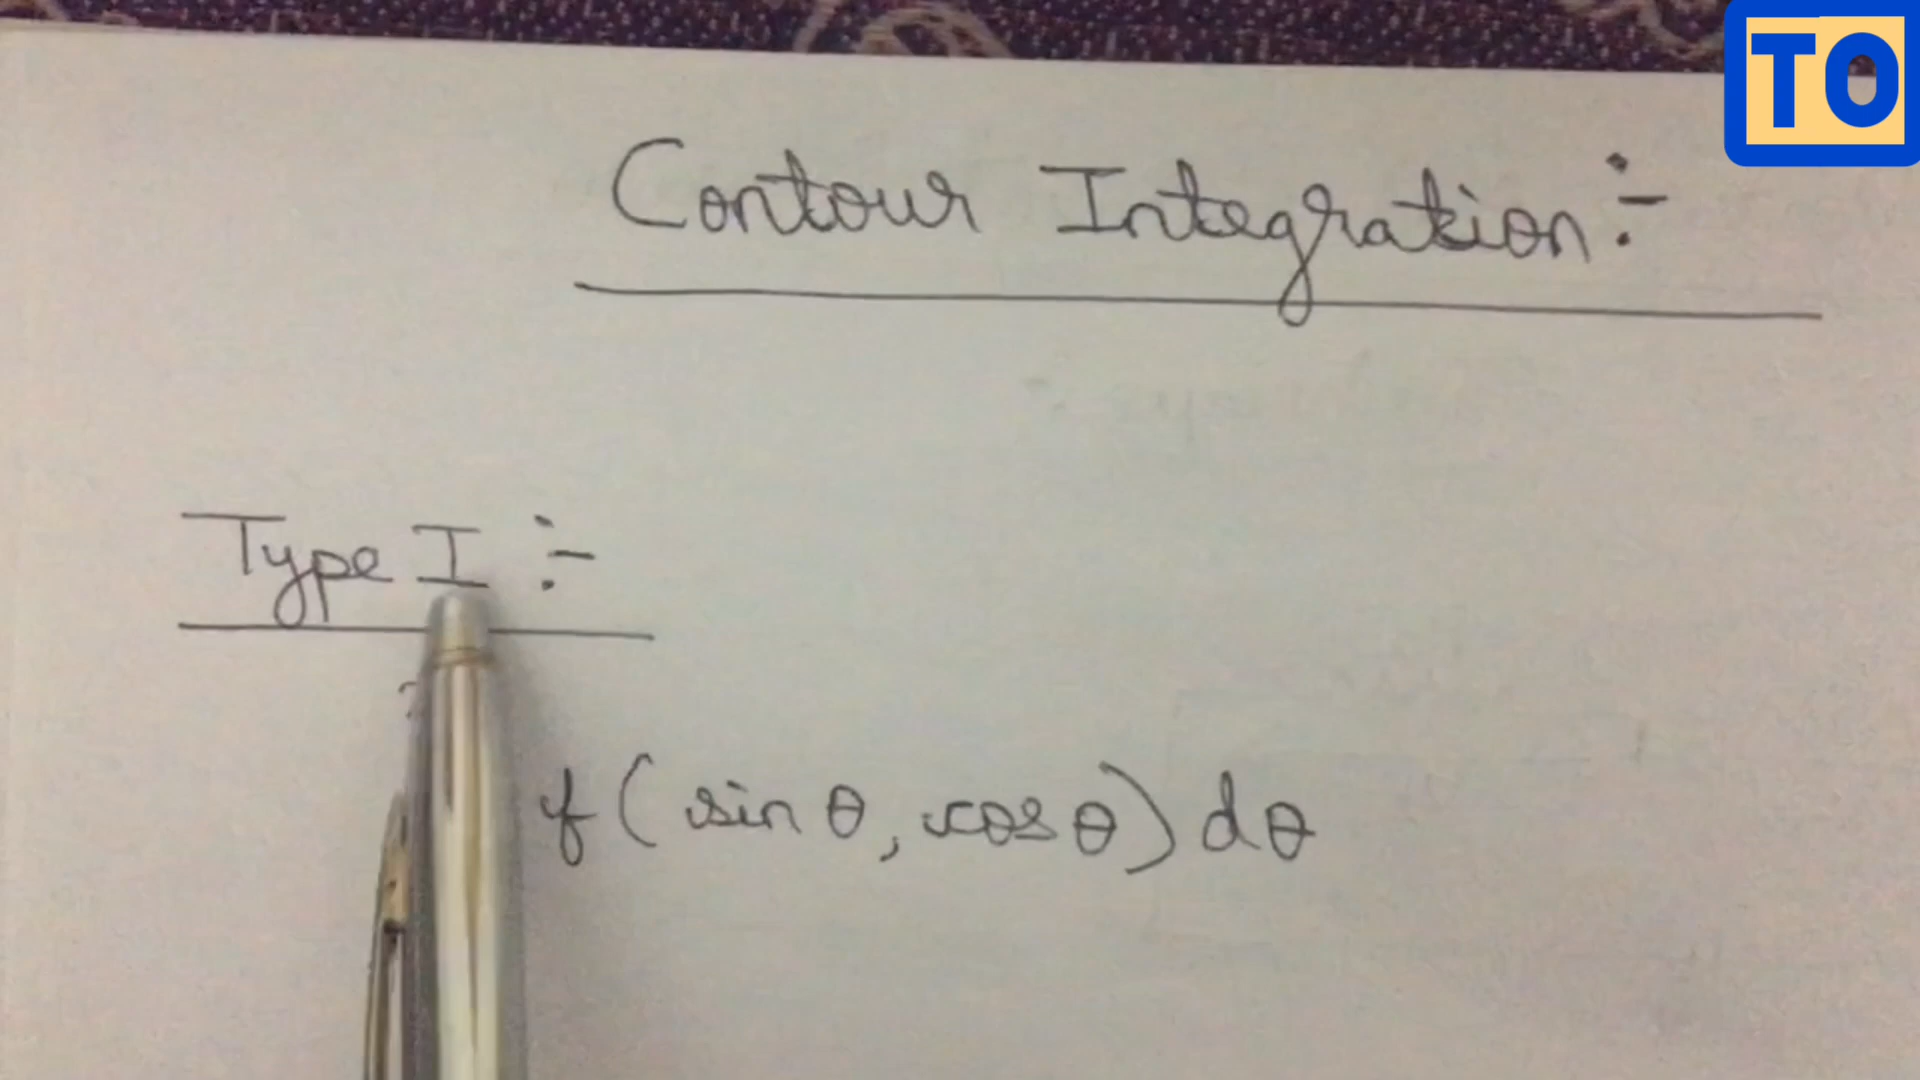 TO
Contour Integration :-
Type I :-
f(sin θ, cos θ) dθ